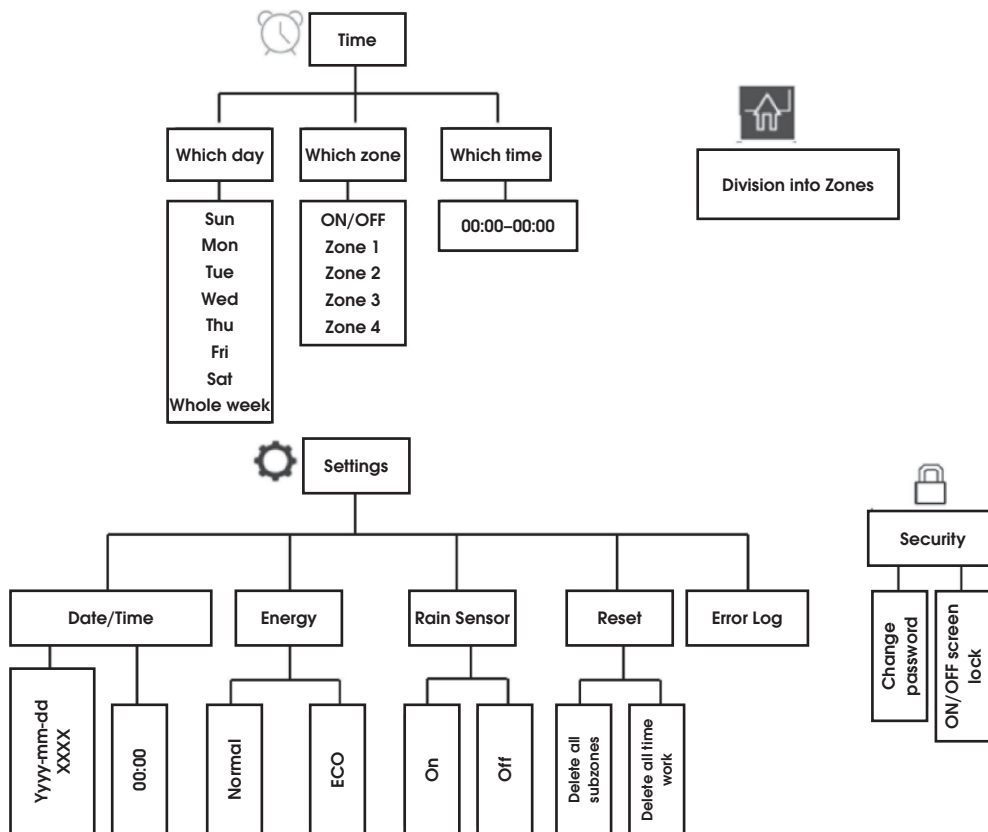 Time
Which day
Which zone
Which time
Sun
Mon
Tue
Wed
Thu
Fri
Sat
Whole week
ON/OFF
Zone 1
Zone 2
Zone 3
Zone 4
00:00–00:00
Division into Zones
Settings
Date/Time
Energy
Rain Sensor
Reset
Error Log
Yyyy-mm-dd
XXXX
00:00
Normal
ECO
On
Off
Delete all
subzones
Delete all time
work
Security
Change
password
ON/OFF screen
lock